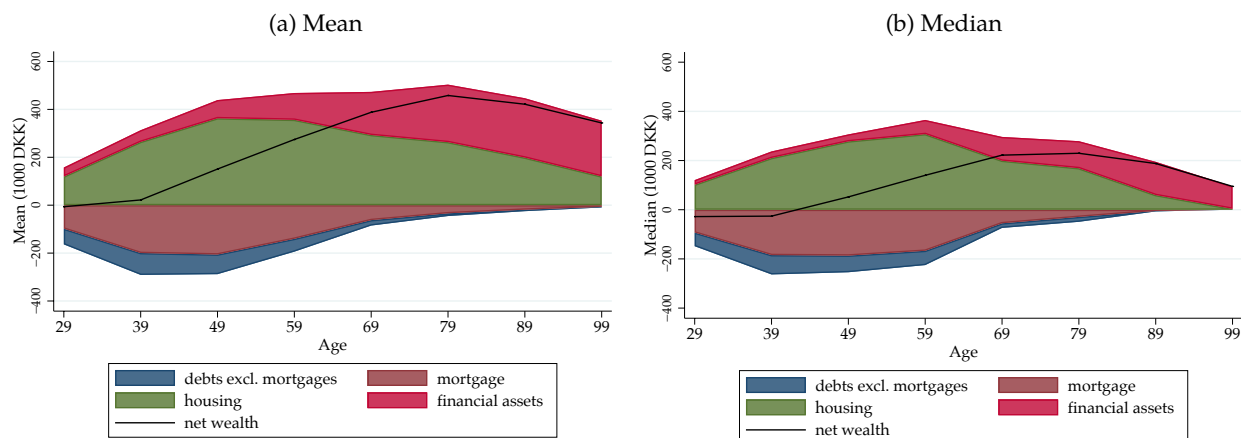 (a) Mean
Mean (1000 DKK)
600
400
200
0
−200
−400
29 39 49 59 69 79 89 99
Age
debts excl. mortgages mortgage
housing financial assets
net wealth
(b) Median
Median (1000 DKK)
600
400
200
0
−200
−400
29 39 49 59 69 79 89 99
Age
debts excl. mortgages mortgage
housing financial assets
net wealth